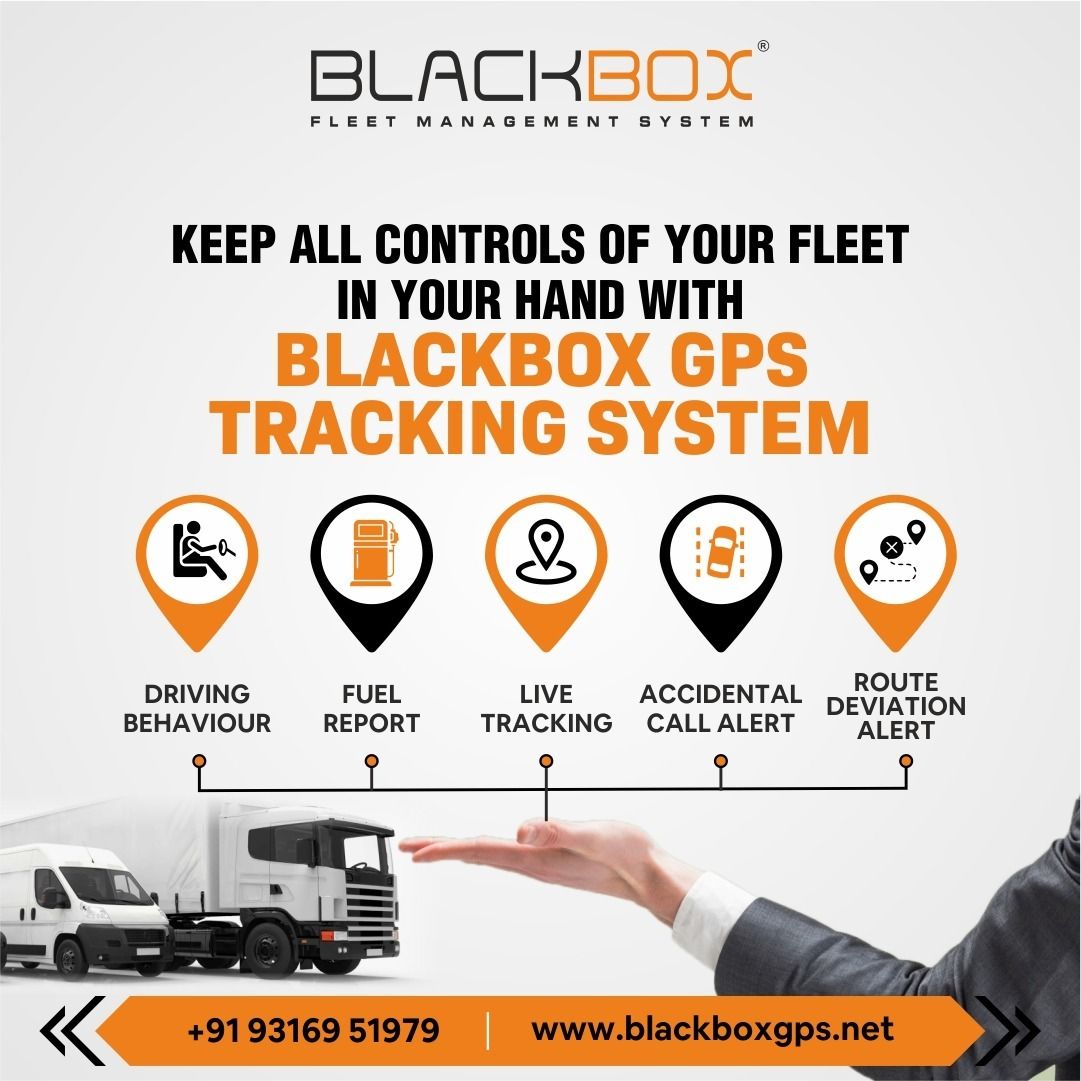 BLACKBOX®
FLEET MANAGEMENT SYSTEM
KEEP ALL CONTROLS OF YOUR FLEET
IN YOUR HAND WITH
BLACKBOX GPS
TRACKING SYSTEM
DRIVING
BEHAVIOUR
FUEL
REPORT
LIVE
TRACKING
ACCIDENTAL
CALL ALERT
ROUTE
DEVIATION
ALERT
+91 93169 51979
www.blackboxgps.net